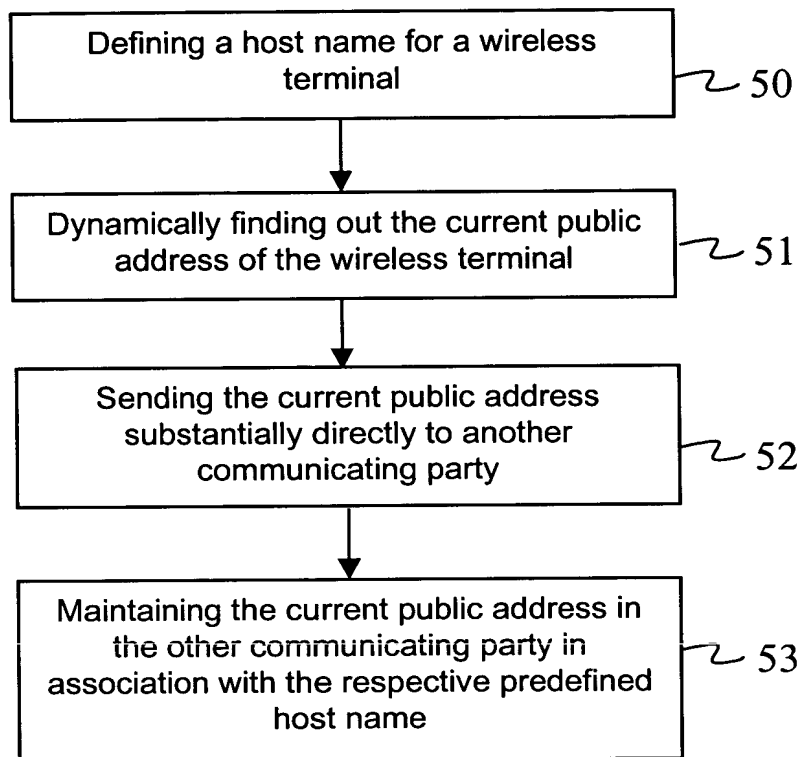 Defining a host name for a wireless
terminal
50
Dynamically finding out the current public
address of the wireless terminal
51
Sending the current public address
substantially directly to another
communicating party
52
Maintaining the current public address in
the other communicating party in
association with the respective predefined
host name
53